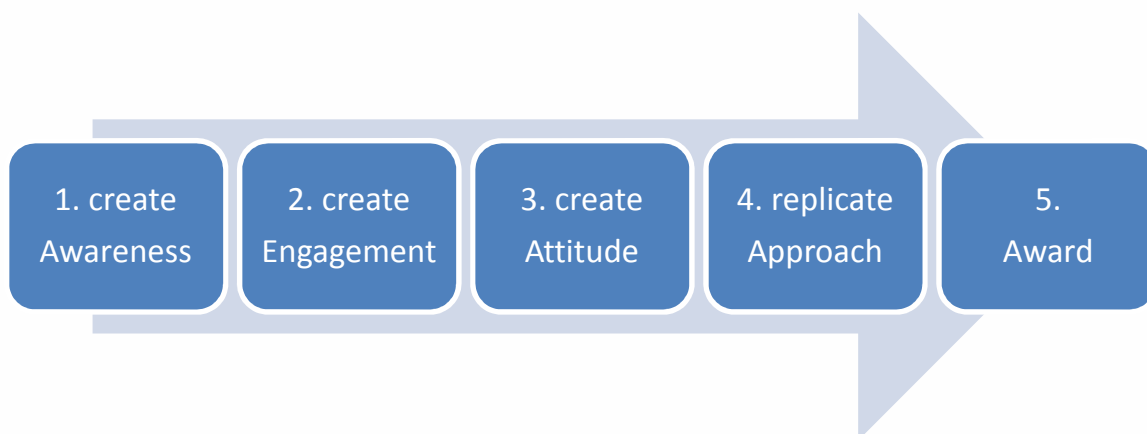 1. create
Awareness
2. create
Engagement
3. create
Attitude
4. replicate
Approach
5.
Award